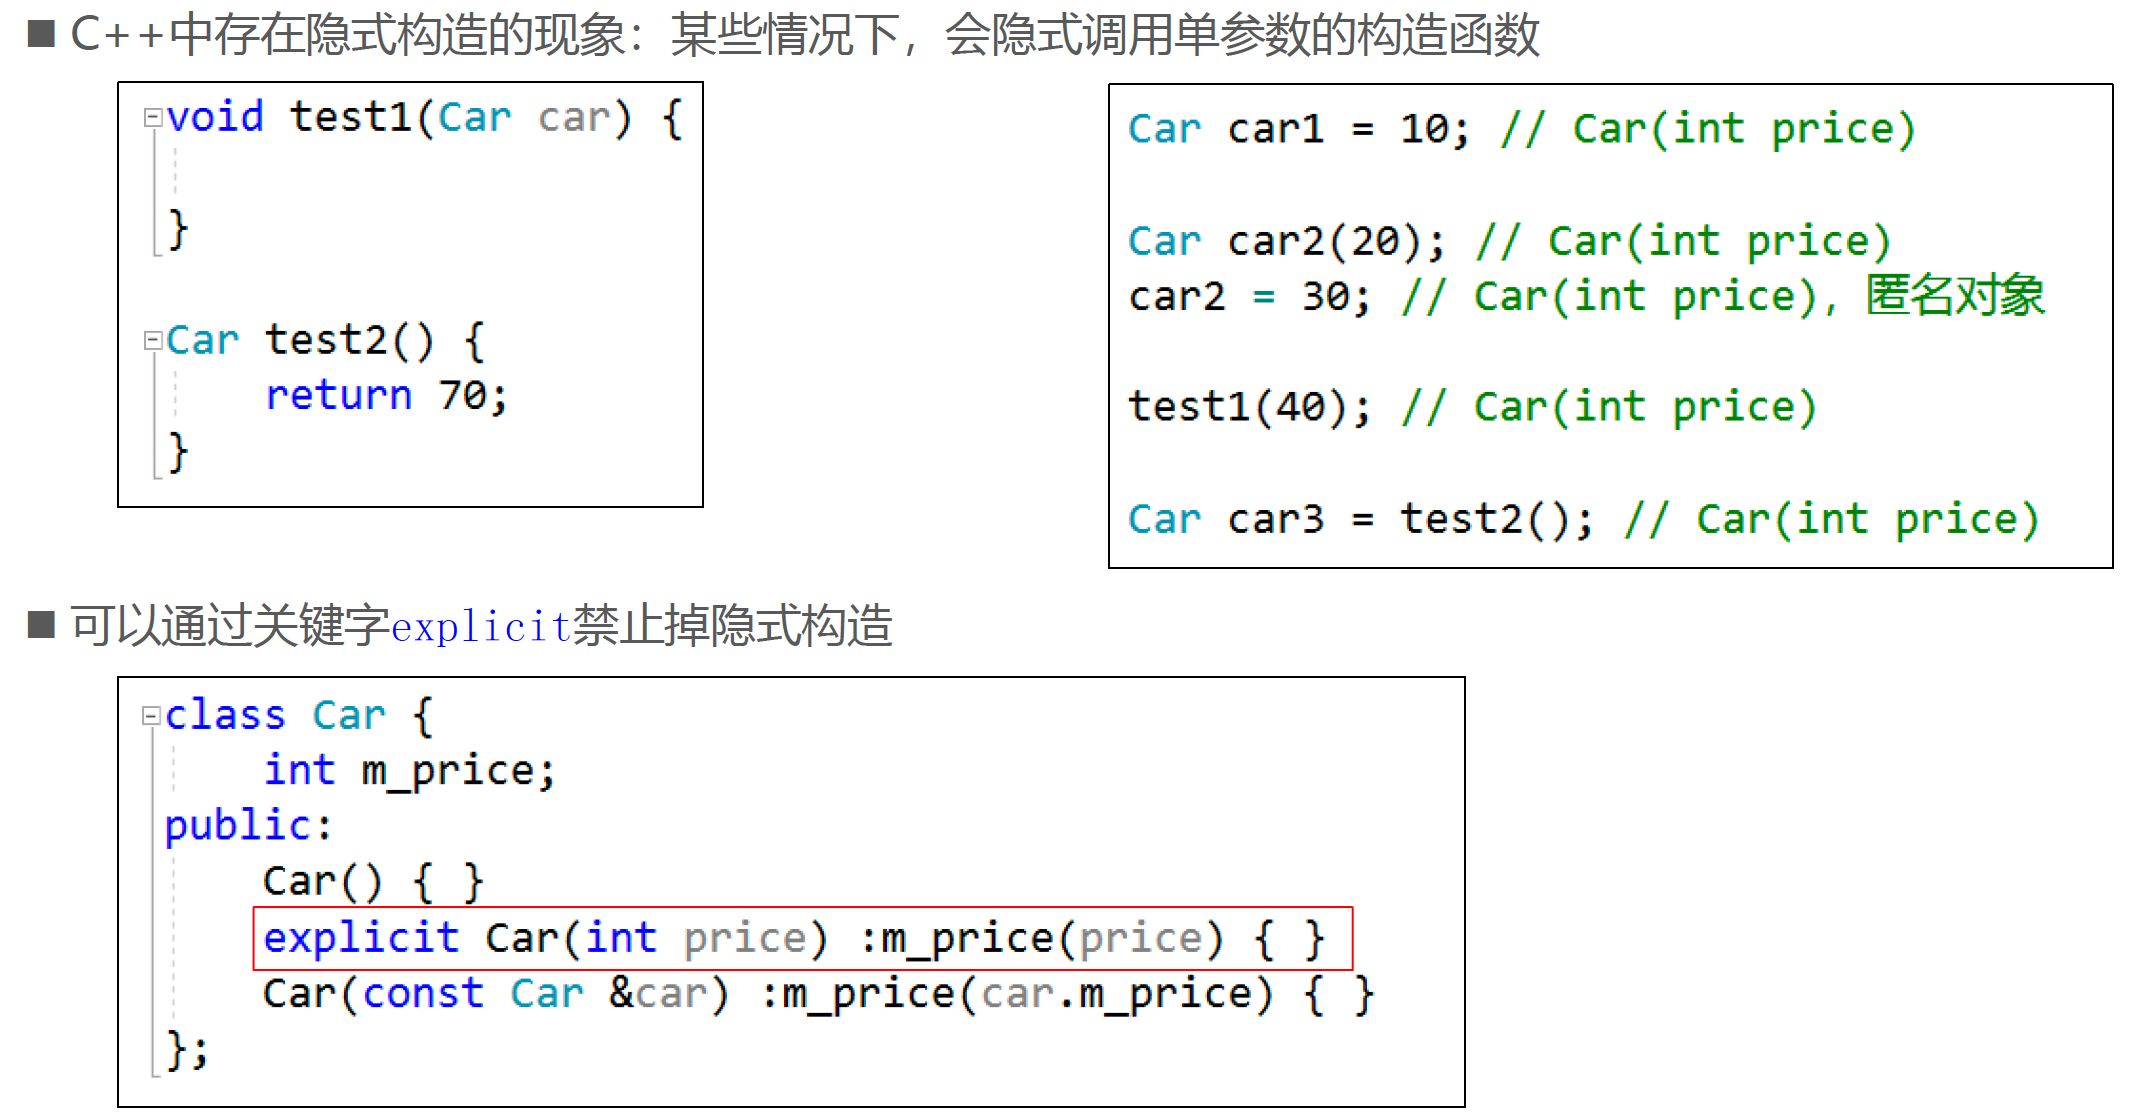 ■ C++中存在隐式构造的现象：某些情况下，会隐式调用单参数的构造函数
void test1(Car car) {
}
Car test2() {
return 70;
}
Car car1 = 10; // Car(int price)
Car car2(20); // Car(int price)
car2 = 30; // Car(int price), 匿名对象
test1(40); // Car(int price)
Car car3 = test2(); // Car(int price)
■ 可以通过关键字explicit禁止掉隐式构造
class Car {
int m_price;
public:
Car() { }
explicit Car(int price) :m_price(price) { }
Car(const Car &car) :m_price(car.m_price) { }
};